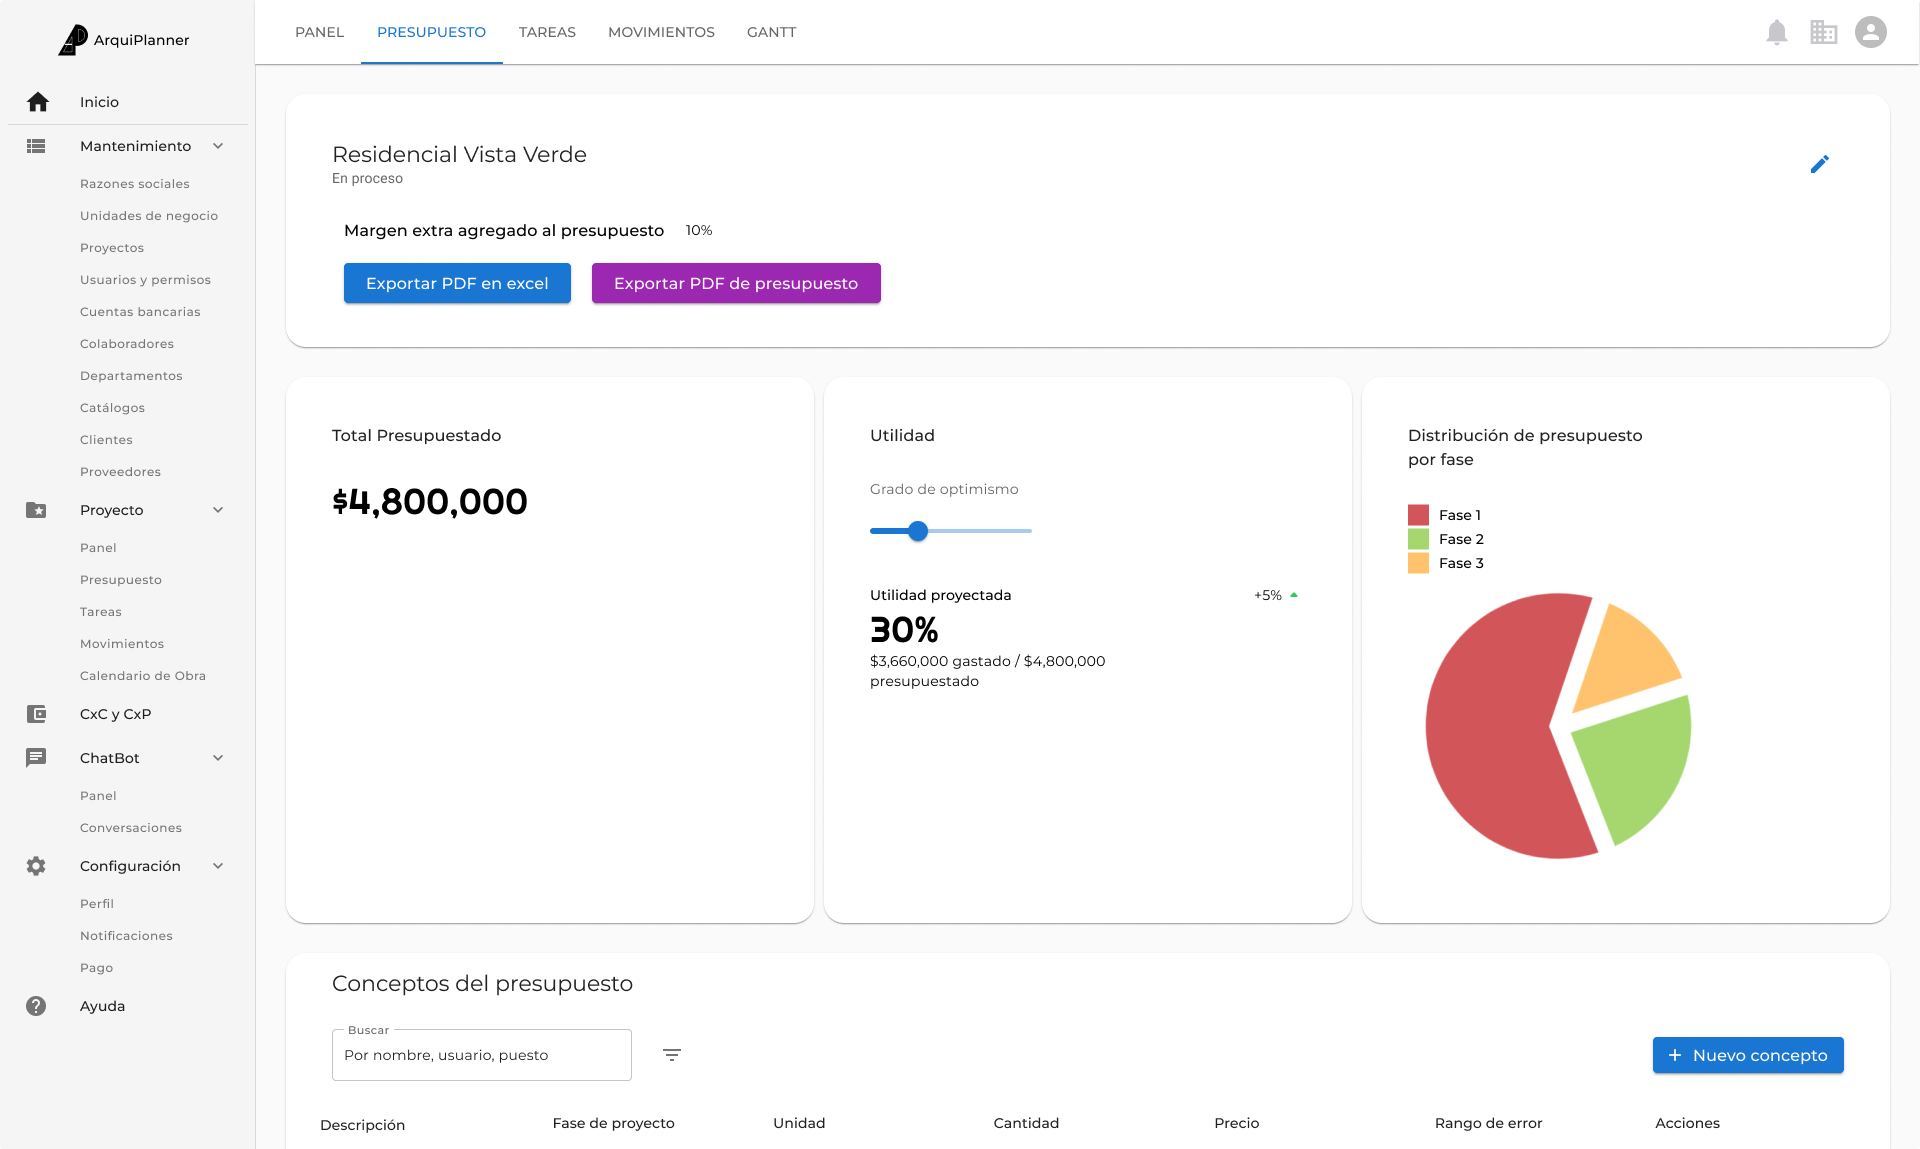 ArquiPlanner
Inicio
Mantenimiento
Razones sociales
Unidades de negocio
Proyectos
Usuarios y permisos
Cuentas bancarias
Colaboradores
Departamentos
Catálogos
Clientes
Proveedores
Proyecto
Panel
Presupuesto
Tareas
Movimientos
Calendario de Obra
CxC y CxP
ChatBot
Panel
Conversaciones
Configuración
Perfil
Notificaciones
Pago
Ayuda
PANEL PRESUPUESTO TAREAS MOVIMIENTOS GANTT
Residencial Vista Verde
En proceso
Margen extra agregado al presupuesto 10%
Exportar PDF en excel Exportar PDF de presupuesto
Total Presupuestado
$4,800,000
Utilidad
Grado de optimismo
Utilidad proyectada +5%
30%
$3,660,000 gastado / $4,800,000
presupuestado
Distribución de presupuesto
por fase
Fase 1
Fase 2
Fase 3
Conceptos del presupuesto
Buscar
Por nombre, usuario, puesto
+ Nuevo concepto
Descripción Fase de proyecto Unidad Cantidad Precio Rango de error Acciones